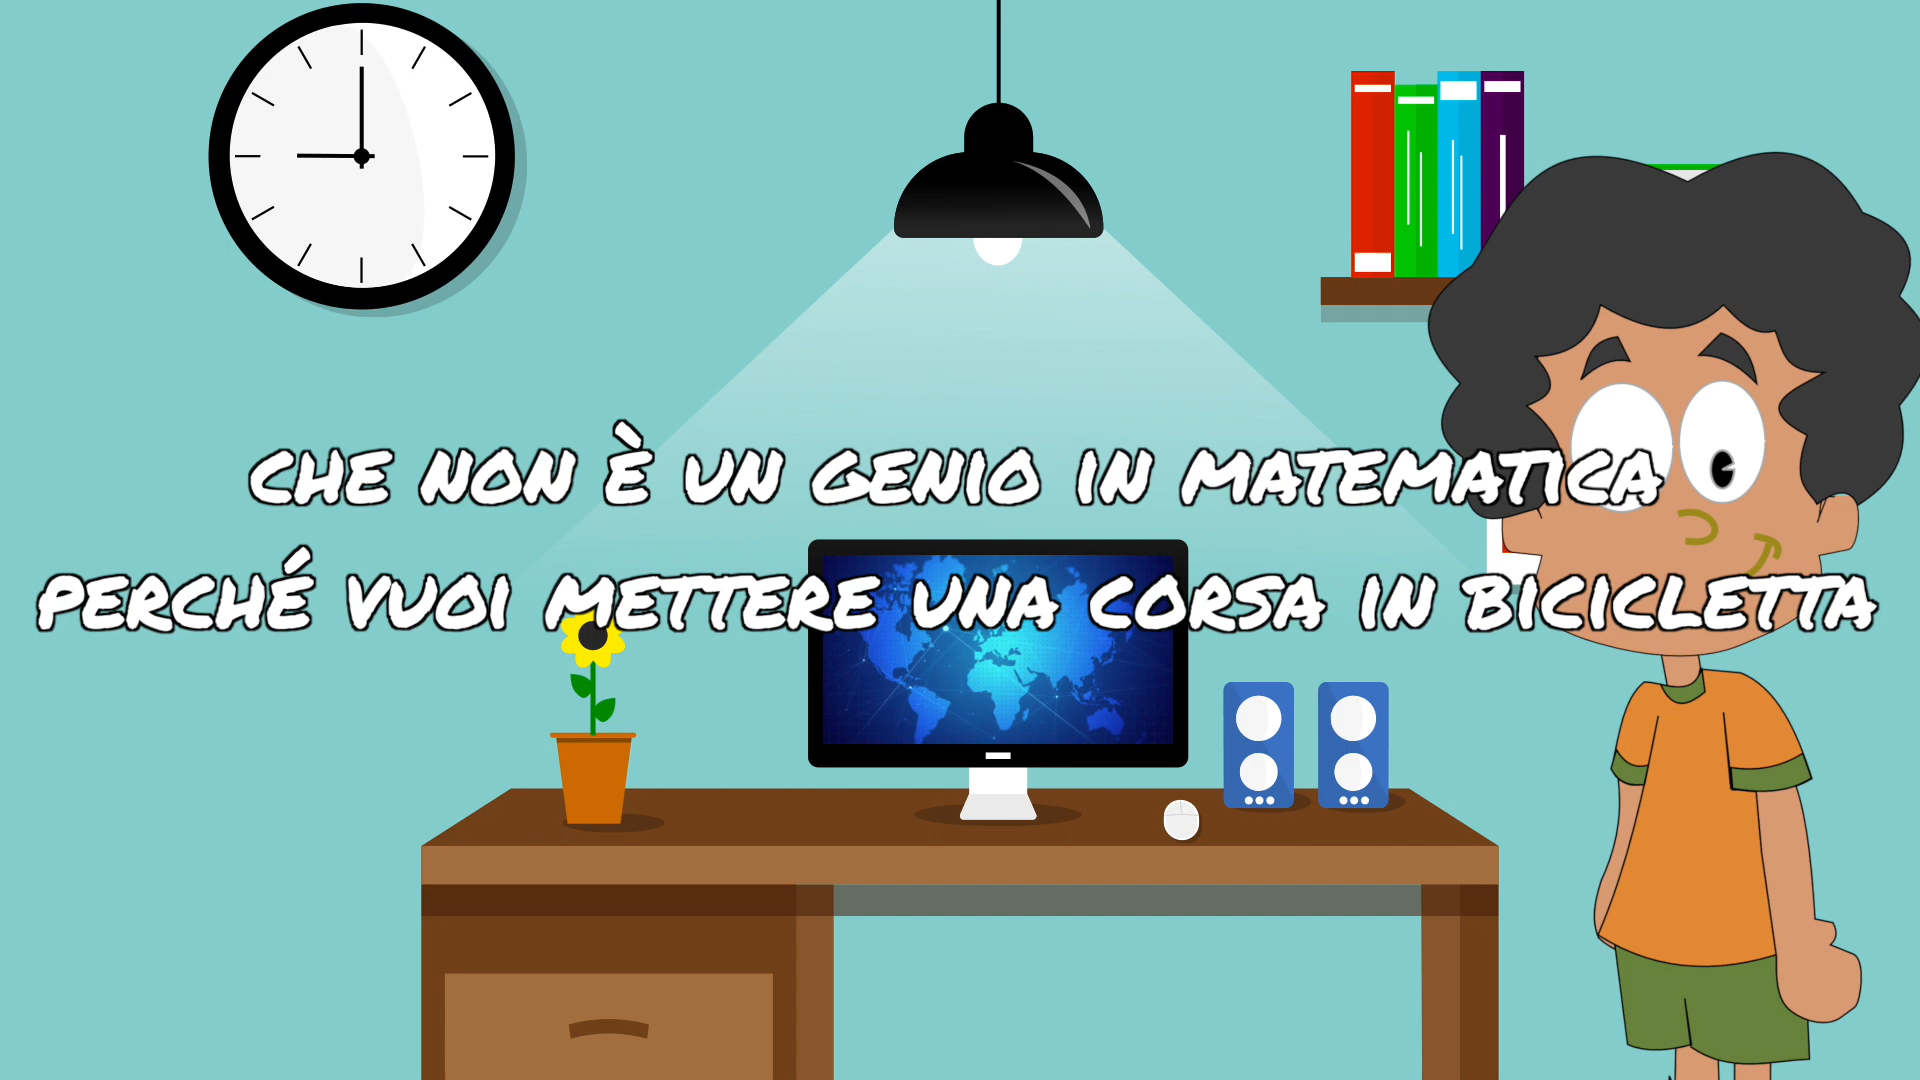 CHE NON È UN GENIO IN MATEMATICA
PERCHÉ VUOI METTERE UNA CORSA IN BICICLETTA